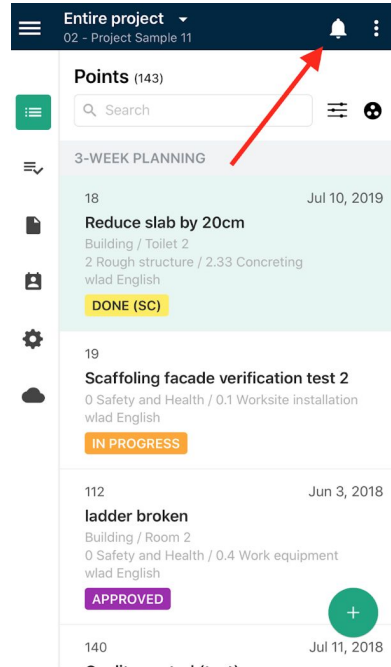 Entire project
02 - Project Sample 11
Points (143)
Search
3-WEEK PLANNING
18 Jul 10, 2019
Reduce slab by 20cm
Building / Toilet 2
2 Rough structure / 2.33 Concreting
wlad English
DONE (SC)
19
Scaffoling facade verification test 2
0 Safety and Health / 0.1 Worksite installation
wlad English
IN PROGRESS
112 Jun 3, 2018
ladder broken
Building / Room 2
0 Safety and Health / 0.4 Work equipment
wlad English
APPROVED
+
140 Jul 11, 2018